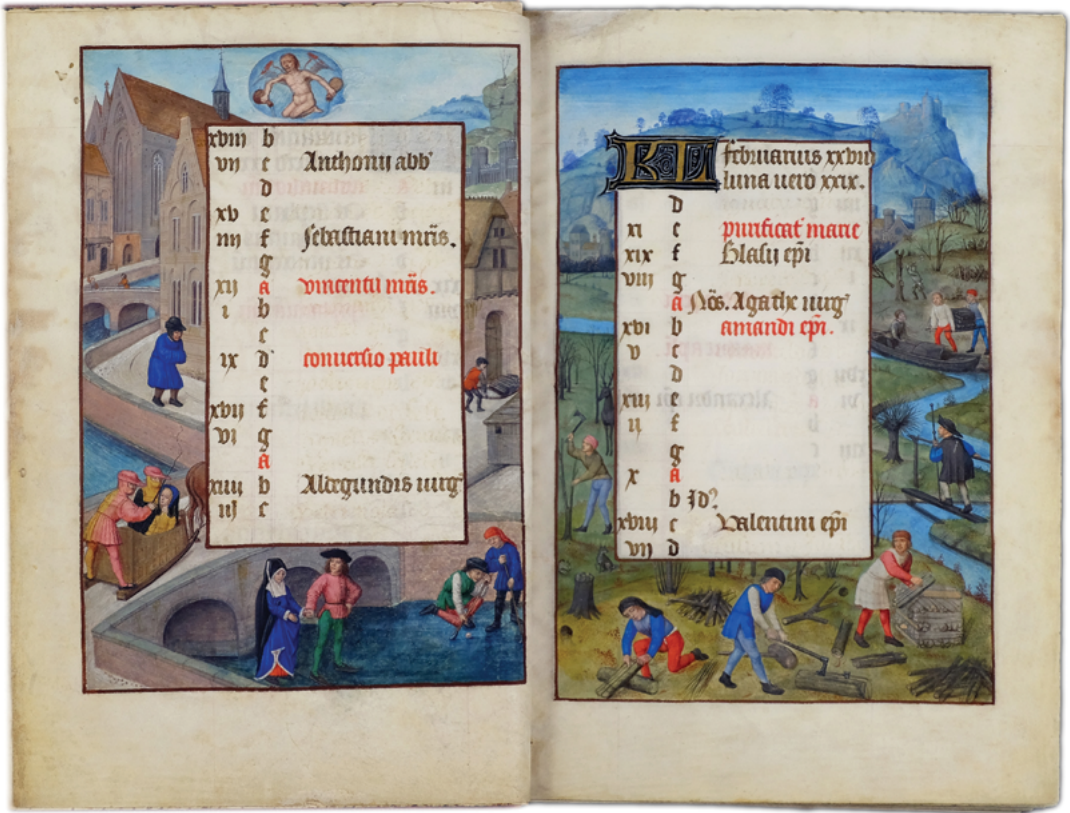 xviii b
vii c Anthonii abb
d
xv e
iiii f Sebastiani mris.
g
xii a vincentii mris.
i b
c
ix d conversio pauli
e
xvii f
vi g
a
xiiii b Aldegundis virg
iii c
KL februarius xxviii
luna vero xxix.
d
xi e purificat marie
xix f Blasii epi
viii g
a Nos. Agathe virg
xvi b amandi epi.
v c
d
xiii e
ii f
g
x a
b Id9
xviii c Valentini epi
vii d